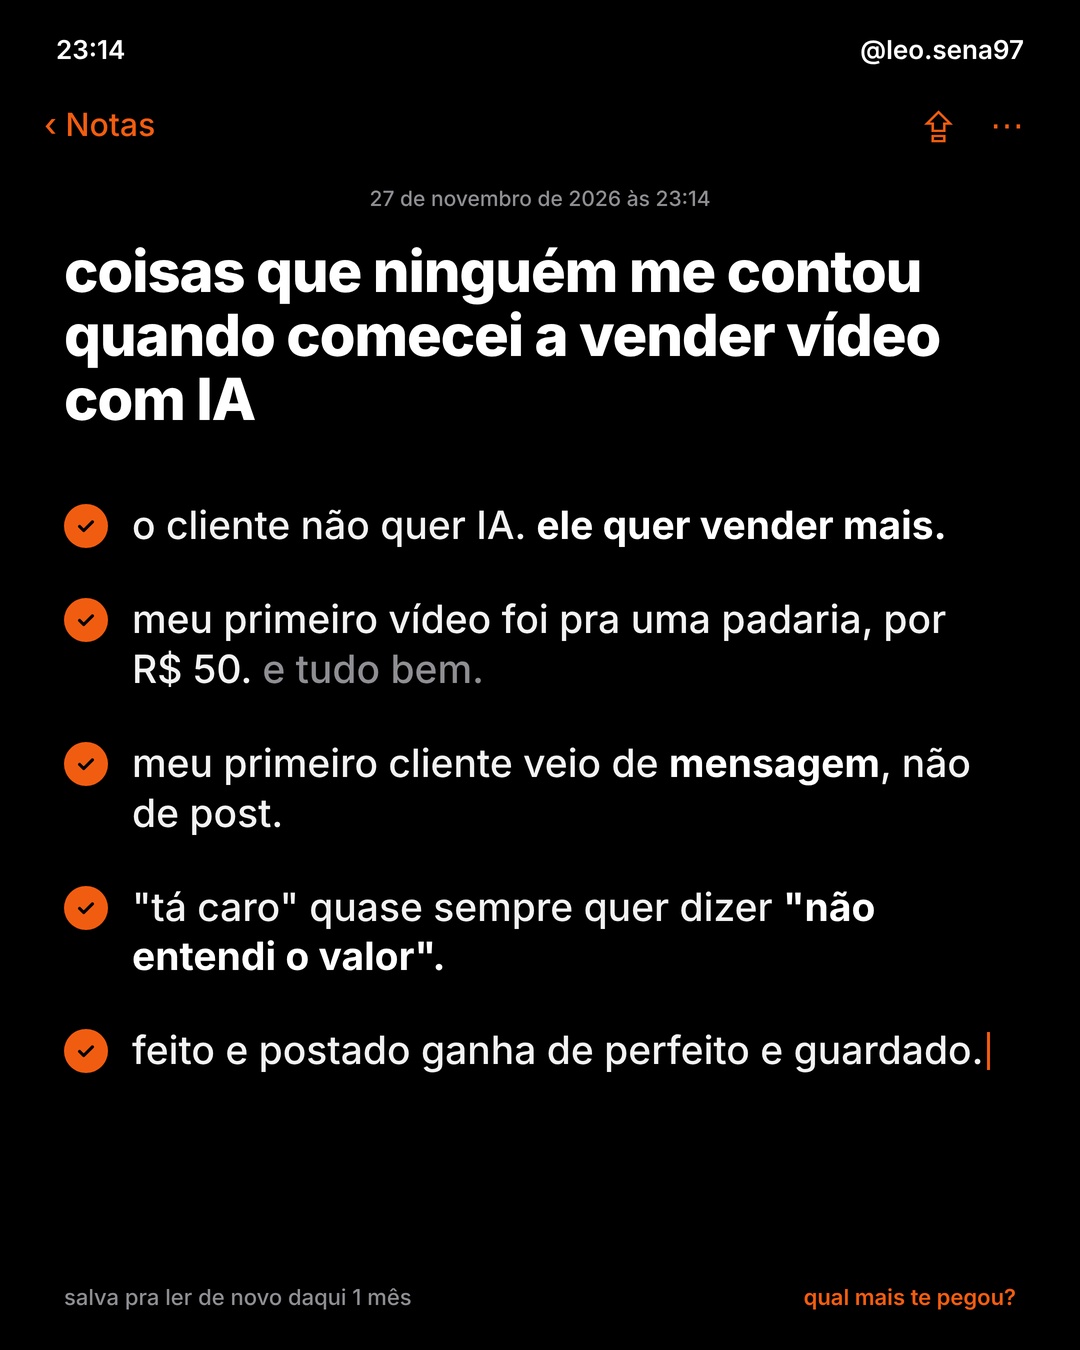 23:14
@leo.sena97
‹ Notas
27 de novembro de 2026 às 23:14
coisas que ninguém me contou
quando comecei a vender vídeo
com IA
o cliente não quer IA. ele quer vender mais.
meu primeiro vídeo foi pra uma padaria, por
R$ 50. e tudo bem.
meu primeiro cliente veio de mensagem, não
de post.
"tá caro" quase sempre quer dizer "não
entendi o valor".
feito e postado ganha de perfeito e guardado.
salva pra ler de novo daqui 1 mês
qual mais te pegou?